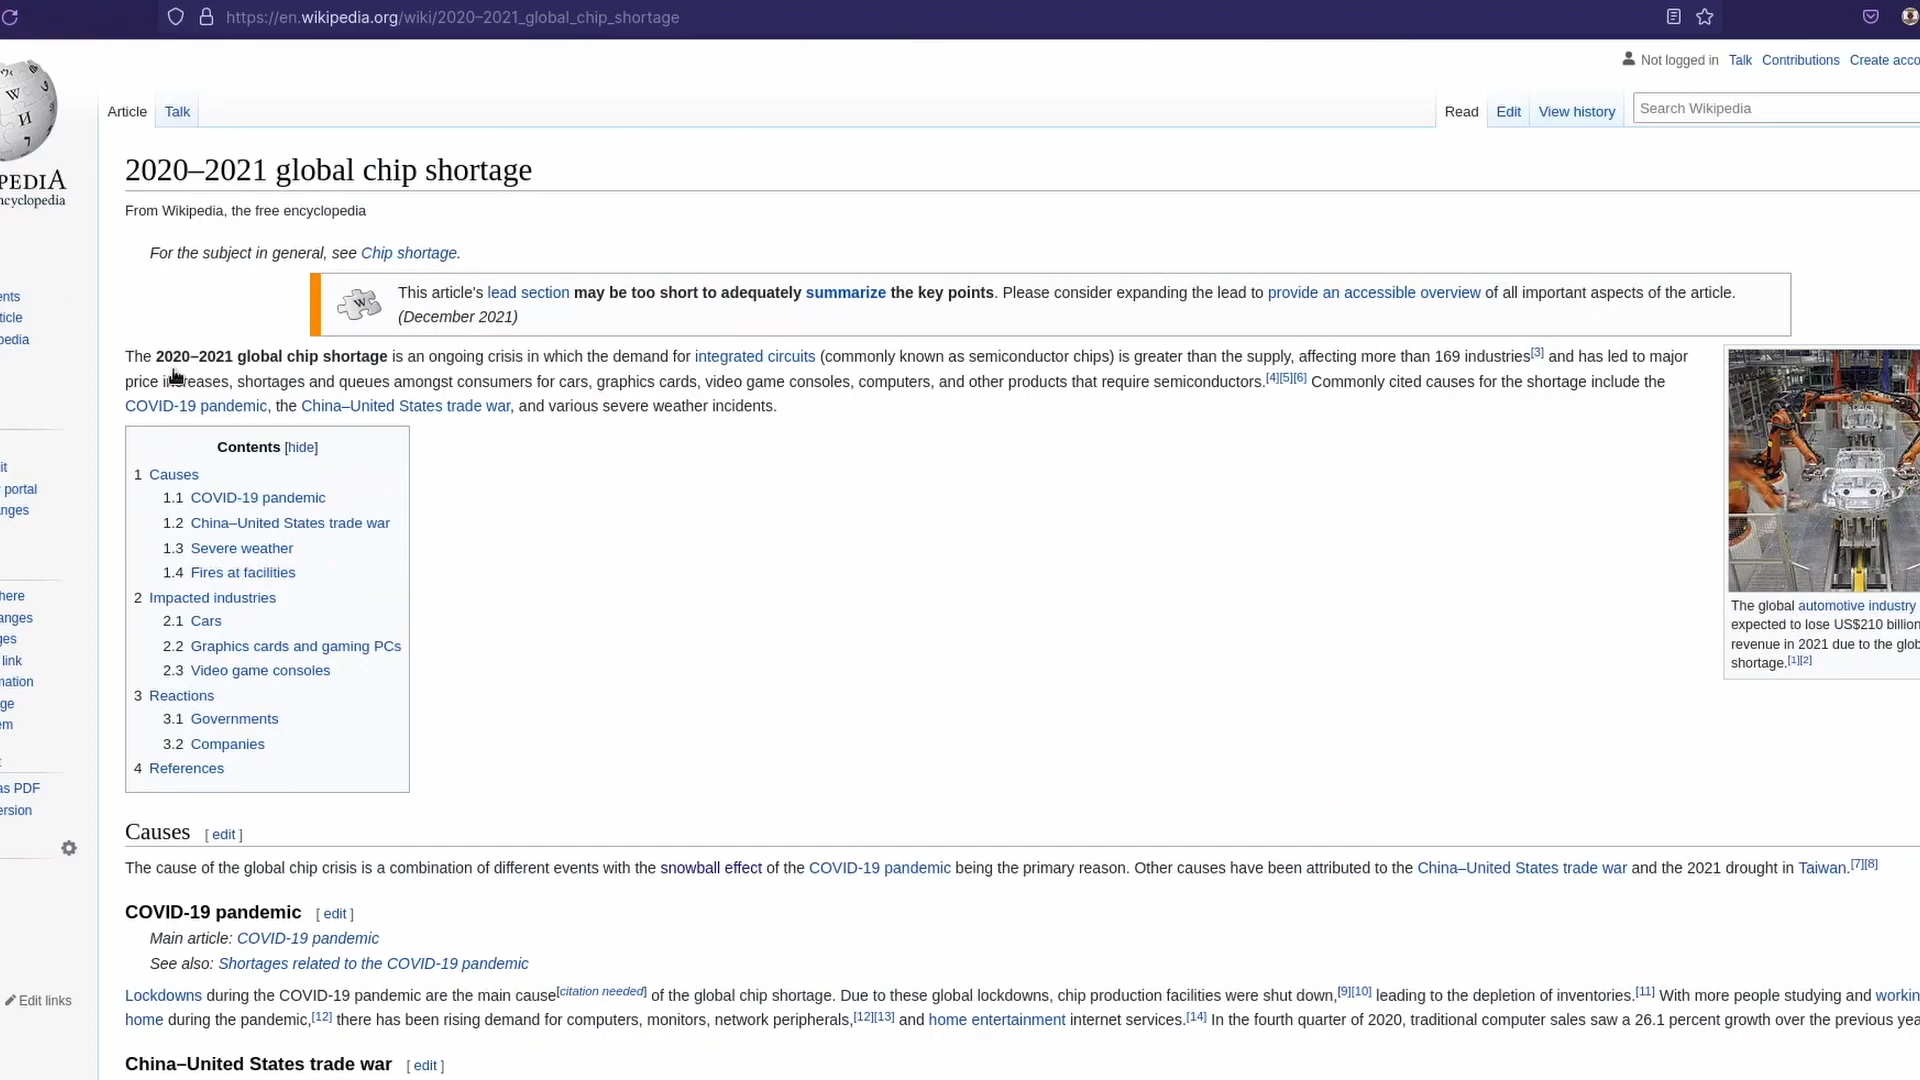 https://en.wikipedia.org/wiki/2020–2021_global_chip_shortage
Not logged in Talk Contributions Create acco
Article Talk Read Edit View history Search Wikipedia
PEDIA
ncyclopedia
2020–2021 global chip shortage
From Wikipedia, the free encyclopedia
For the subject in general, see Chip shortage.
This article's lead section may be too short to adequately summarize the key points. Please consider expanding the lead to provide an accessible overview of all important aspects of the article.
(December 2021)
The 2020–2021 global chip shortage is an ongoing crisis in which the demand for integrated circuits (commonly known as semiconductor chips) is greater than the supply, affecting more than 169 industries[3] and has led to major
price increases, shortages and queues amongst consumers for cars, graphics cards, video game consoles, computers, and other products that require semiconductors.[4][5][6] Commonly cited causes for the shortage include the
COVID-19 pandemic, the China–United States trade war, and various severe weather incidents.
Contents [hide]
1 Causes
1.1 COVID-19 pandemic
1.2 China–United States trade war
1.3 Severe weather
1.4 Fires at facilities
2 Impacted industries
2.1 Cars
2.2 Graphics cards and gaming PCs
2.3 Video game consoles
3 Reactions
3.1 Governments
3.2 Companies
4 References
The global automotive industry
expected to lose US$210 billion
revenue in 2021 due to the glob
shortage.[1][2]
Causes [ edit ]
The cause of the global chip crisis is a combination of different events with the snowball effect of the COVID-19 pandemic being the primary reason. Other causes have been attributed to the China–United States trade war and the 2021 drought in Taiwan.[7][8]
COVID-19 pandemic [ edit ]
Main article: COVID-19 pandemic
See also: Shortages related to the COVID-19 pandemic
Lockdowns during the COVID-19 pandemic are the main cause[citation needed] of the global chip shortage. Due to these global lockdowns, chip production facilities were shut down,[9][10] leading to the depletion of inventories.[11] With more people studying and workin
home during the pandemic,[12] there has been rising demand for computers, monitors, network peripherals,[12][13] and home entertainment internet services.[14] In the fourth quarter of 2020, traditional computer sales saw a 26.1 percent growth over the previous yea
China–United States trade war [ edit ]
ents
ticle
pedia
it
portal
anges
here
anges
ges
link
mation
ge
em
as PDF
ersion
Edit links